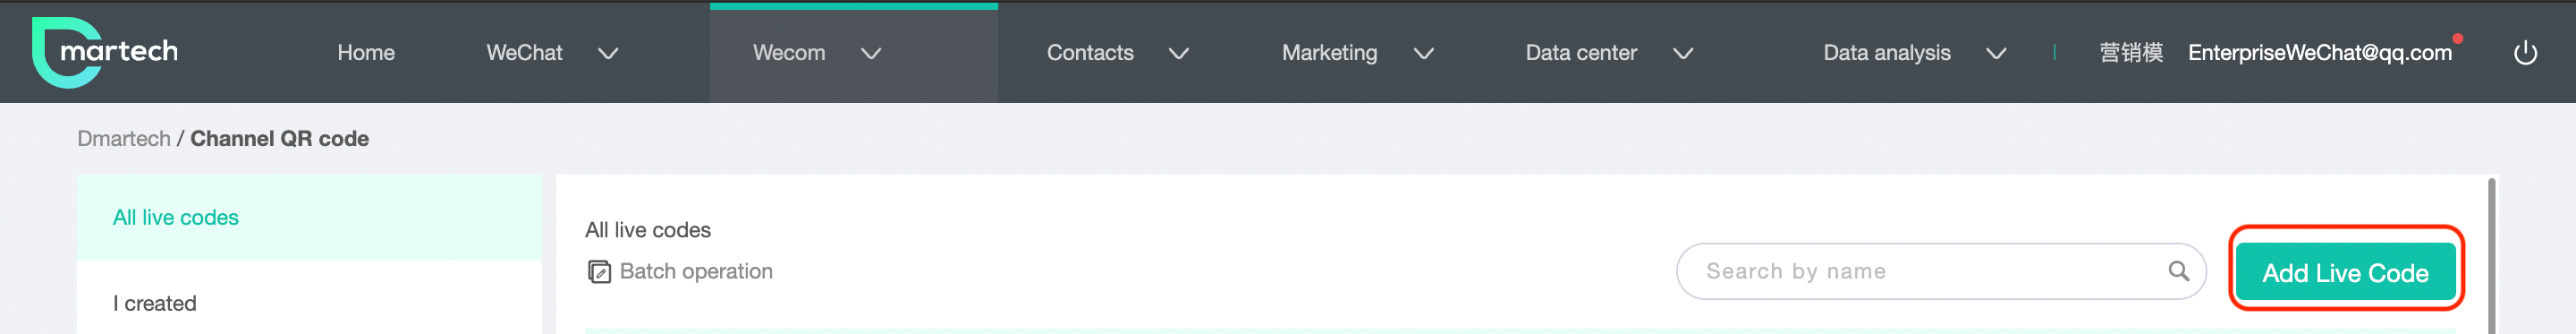 martech Home WeChat Wecom Contacts Marketing Data center Data analysis 营销模 EnterpriseWeChat@qq.com
Dmartech / Channel QR code
All live codes
I created
All live codes
Batch operation
Search by name
Add Live Code